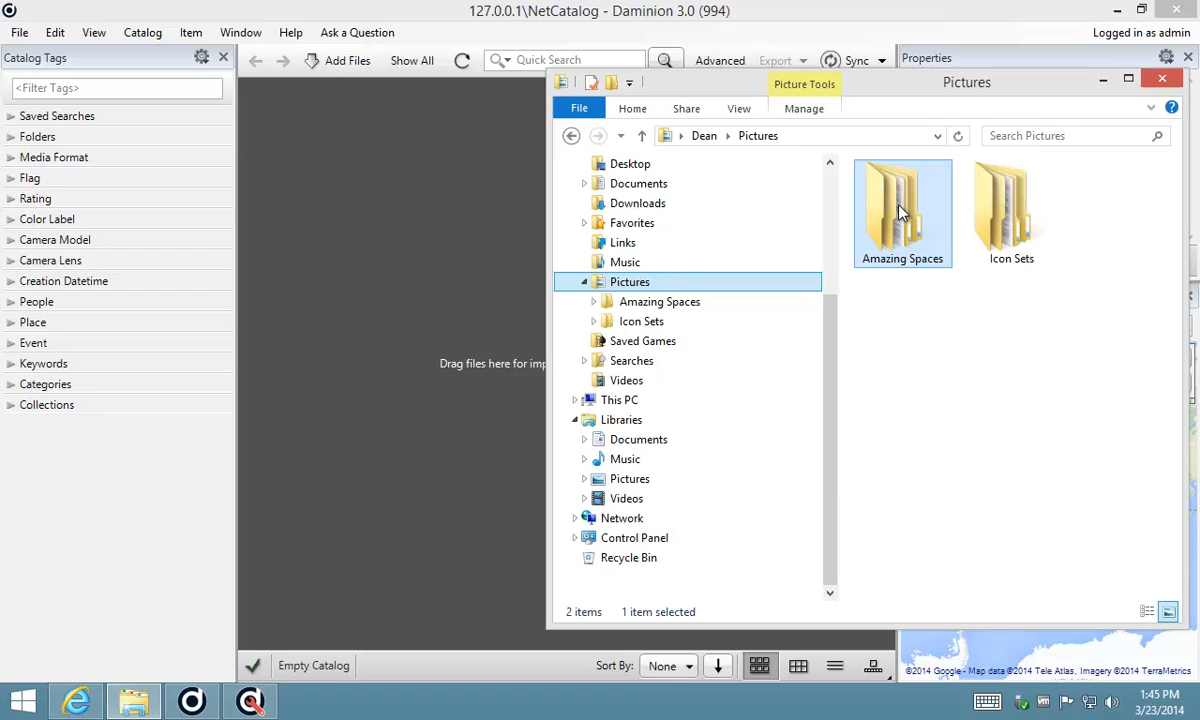 127.0.0.1\NetCatalog - Daminion 3.0 (994)
File Edit View Catalog Item Window Help Ask a Question
Logged in as admin
Catalog Tags
Add Files
Show All
Quick Search
Advanced
Export
Sync
Properties
<Filter Tags>
Saved Searches
Folders
Media Format
Flag
Rating
Color Label
Camera Model
Camera Lens
Creation Datetime
People
Place
Event
Keywords
Categories
Collections
Drag files here for imp
Picture Tools
Pictures
File Home Share View Manage
Dean Pictures
Search Pictures
Desktop
Documents
Downloads
Favorites
Links
Music
Pictures
Amazing Spaces
Icon Sets
Saved Games
Searches
Videos
This PC
Libraries
Documents
Music
Pictures
Videos
Network
Control Panel
Recycle Bin
Amazing Spaces
Icon Sets
2 items 1 item selected
Empty Catalog
Sort By: None
©2014 Google - Map data ©2014 Tele Atlas, Imagery ©2014 TerraMetrics
1:45 PM
3/23/2014